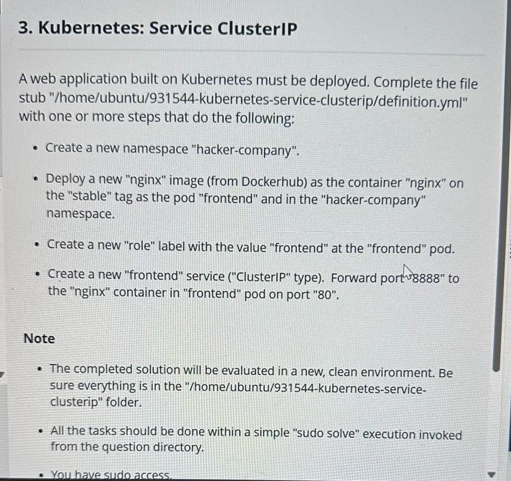 3. Kubernetes: Service ClusterIP
A web application built on Kubernetes must be deployed. Complete the file
stub "/home/ubuntu/931544-kubernetes-service-clusterip/definition.yml"
with one or more steps that do the following:
• Create a new namespace "hacker-company".
• Deploy a new "nginx" image (from Dockerhub) as the container "nginx" on
the "stable" tag as the pod "frontend" and in the "hacker-company"
namespace.
• Create a new "role" label with the value "frontend" at the "frontend" pod.
• Create a new "frontend" service ("ClusterIP" type). Forward port "8888" to
the "nginx" container in "frontend" pod on port "80".
Note
• The completed solution will be evaluated in a new, clean environment. Be
sure everything is in the "/home/ubuntu/931544-kubernetes-service-
clusterip" folder.
• All the tasks should be done within a simple "sudo solve" execution invoked
from the question directory.
• You have sudo access.